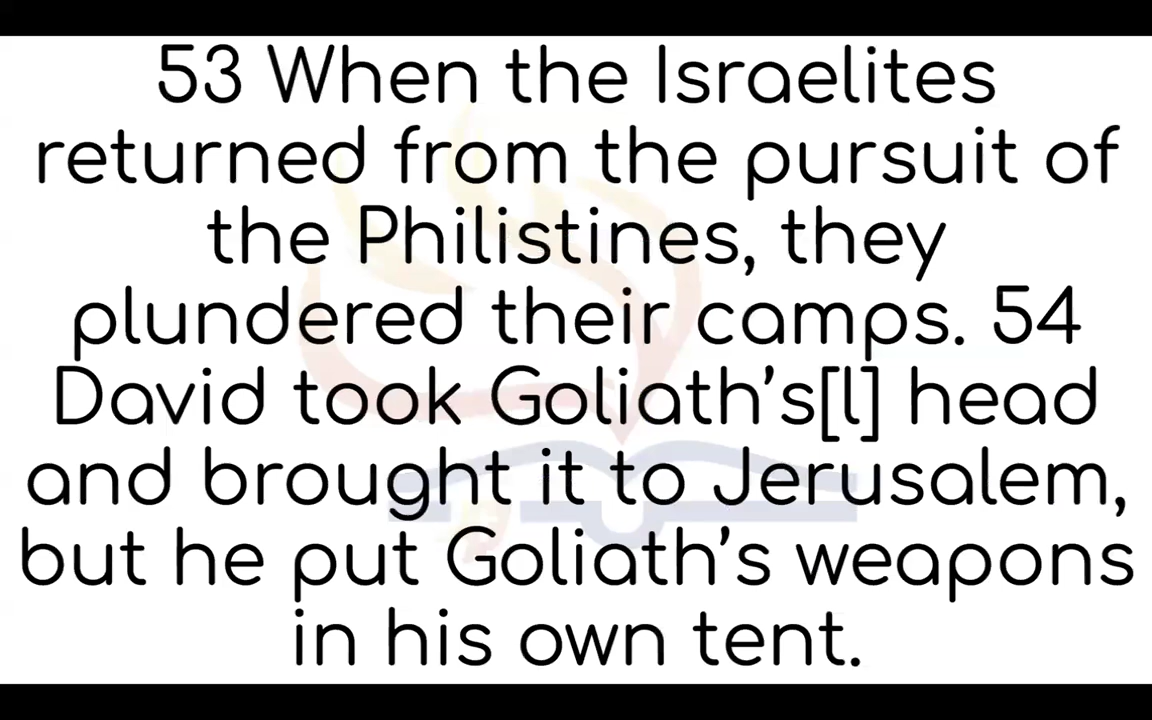 53 When the Israelites
returned from the pursuit of
the Philistines, they
plundered their camps. 54
David took Goliath’s[l] head
and brought it to Jerusalem,
but he put Goliath’s weapons
in his own tent.